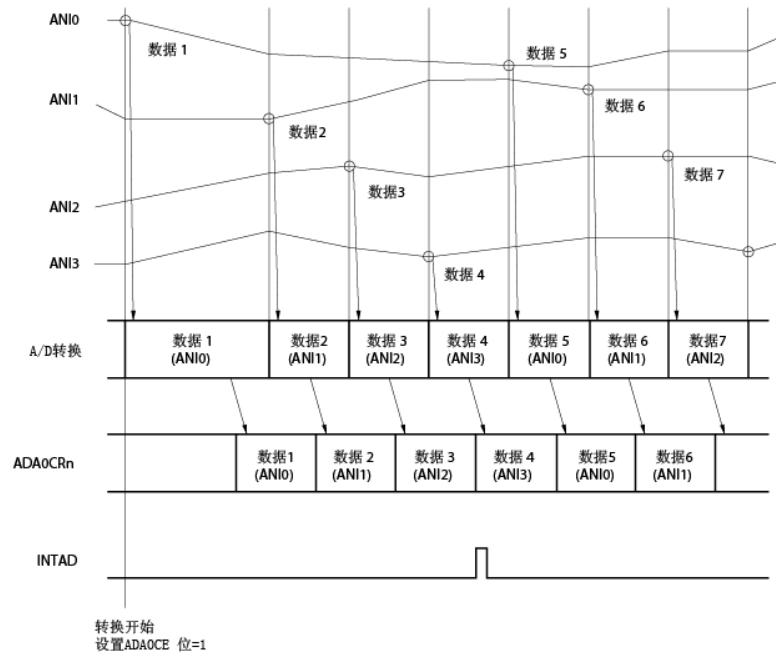 ANI0
数据 1
数据 5
ANI1
数据2
数据 6
数据3
数据 7
ANI2
ANI3
数据 4
A/D转换
数据 1
(ANI0)
数据2
(ANI1)
数据 3
(ANI2)
数据 4
(ANI3)
数据 5
(ANI0)
数据 6
(ANI1)
数据7
(ANI2)
ADA0CRn
数据1
(ANI0)
数据 2
(ANI1)
数据 3
(ANI2)
数据 4
(ANI3)
数据5
(ANI0)
数据6
(ANI1)
INTAD
转换开始
设置ADA0CE 位=1